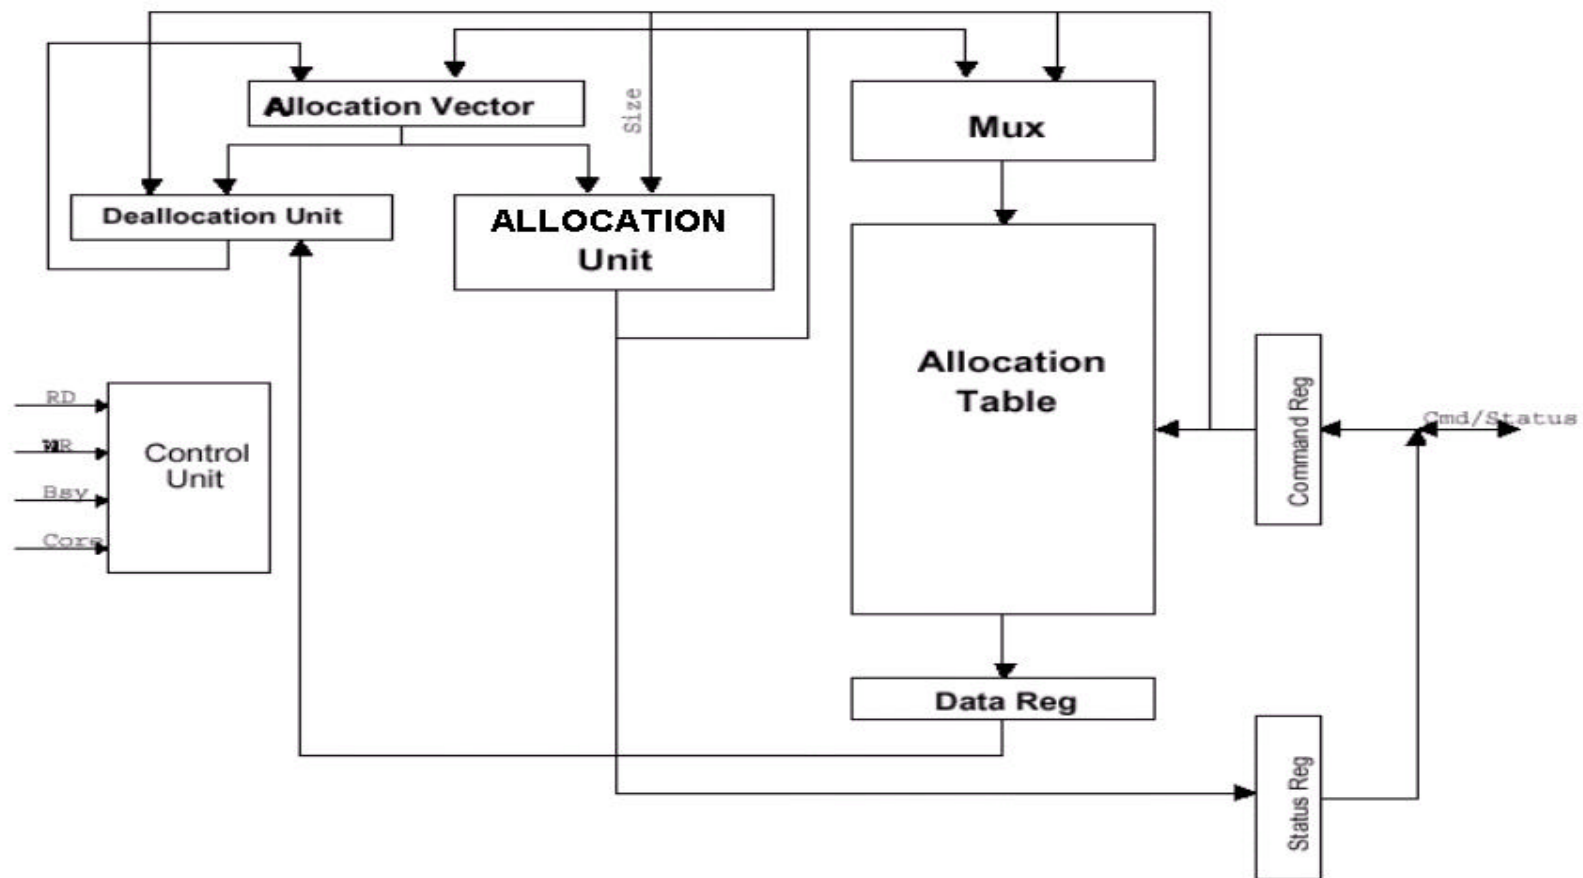 Allocation Vector
Size
Mux
Deallocation Unit
ALLOCATION
Unit
Allocation
Table
Command Reg
Cmd/Status
RD
Control
Unit
Bsy
Core
Data Reg
Status Reg